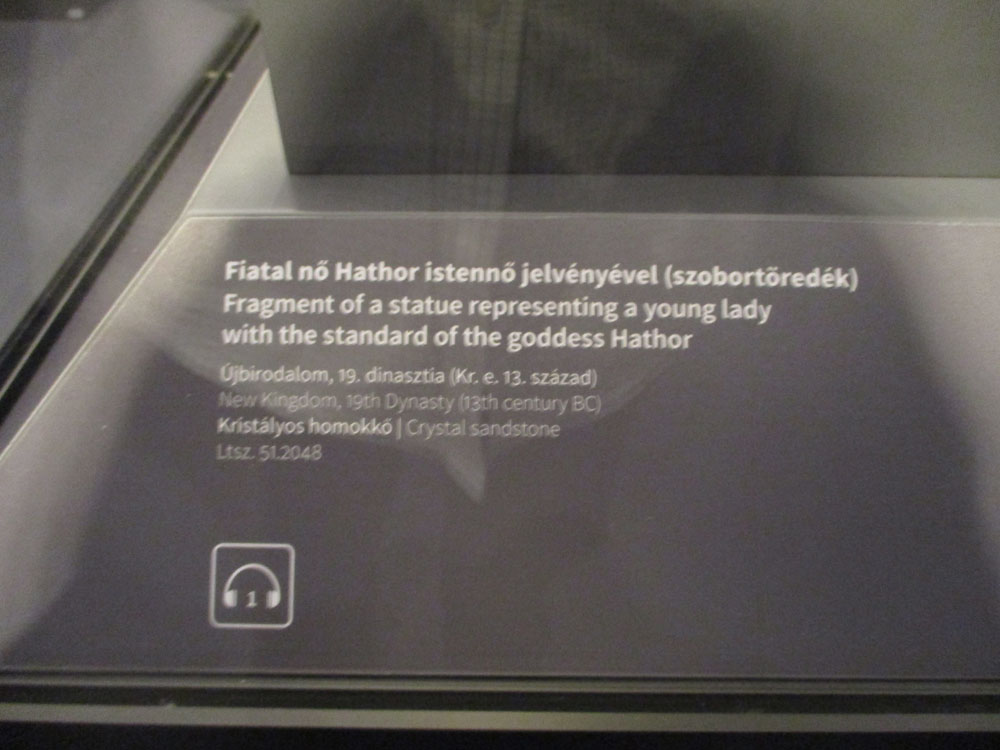 Fiatal nő Hathor istennő jelvényével (szobortöredék)
Fragment of a statue representing a young lady
with the standard of the goddess Hathor
Újbirodalom, 19. dinasztia (Kr. e. 13. század)
New Kingdom, 19th Dynasty (13th century BC)
Kristályos homokkő | Crystal sandstone
Ltsz. 51.2048
1